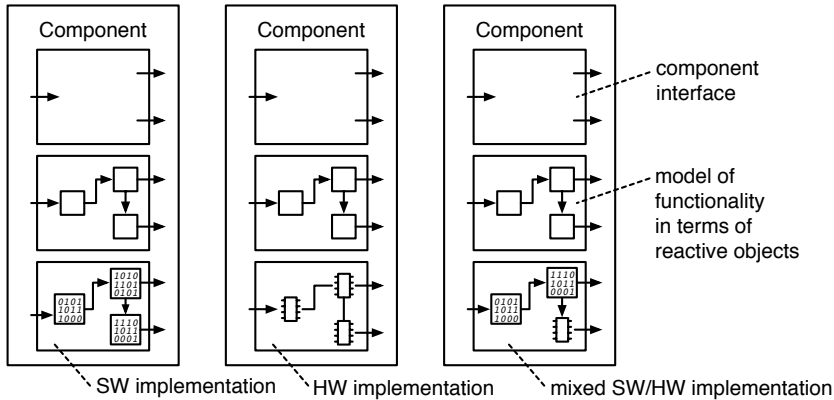 Component
Component
Component
component
interface
model of
functionality
in terms of
reactive objects
0101
1011
1000
1010
1101
0101
1110
1011
0001
0101
1011
1000
1110
1011
0001
SW implementation
HW implementation
mixed SW/HW implementation